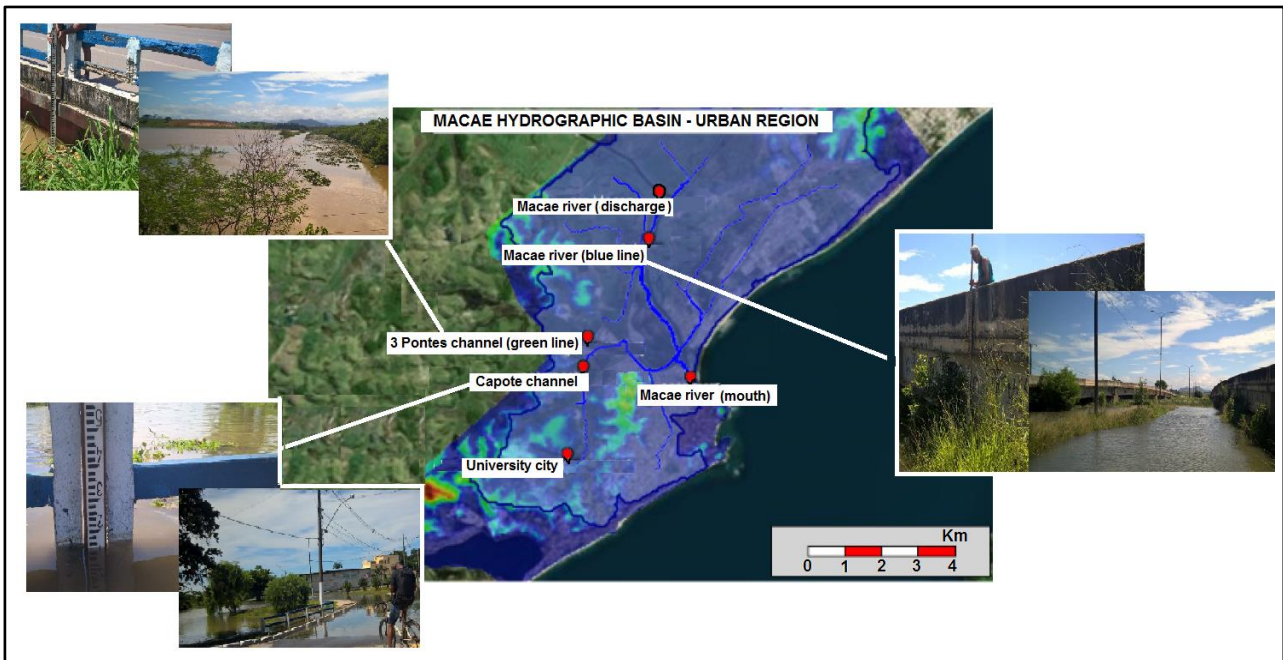 MACAE HYDROGRAPHIC BASIN - URBAN REGION
Macae river (discharge)
Macae river (blue line)
3 Pontes channel (green line)
Capote channel
Macae river (mouth)
University city
Km
0 1 2 3 4